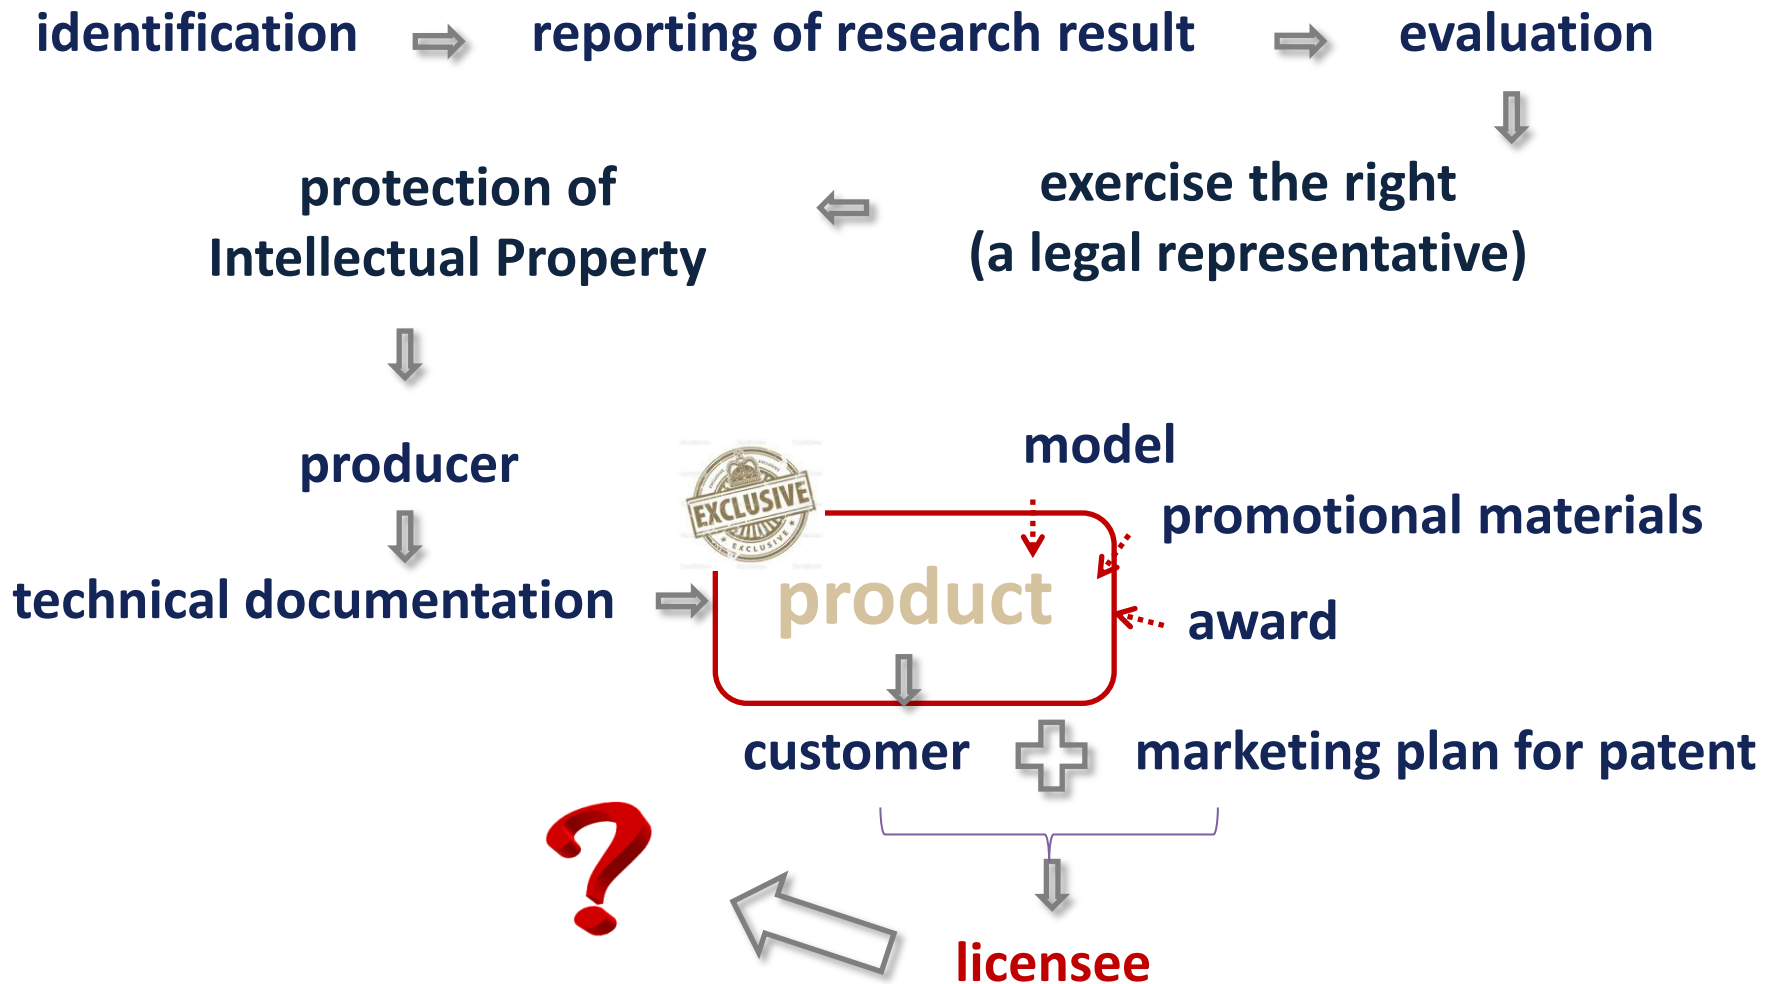 identification
reporting of research result
evaluation
protection of
Intellectual Property
exercise the right
(a legal representative)
producer
model
EXCLUSIVE
EXCLUSIVE
promotional materials
technical documentation
product
award
customer
marketing plan for patent
?
licensee